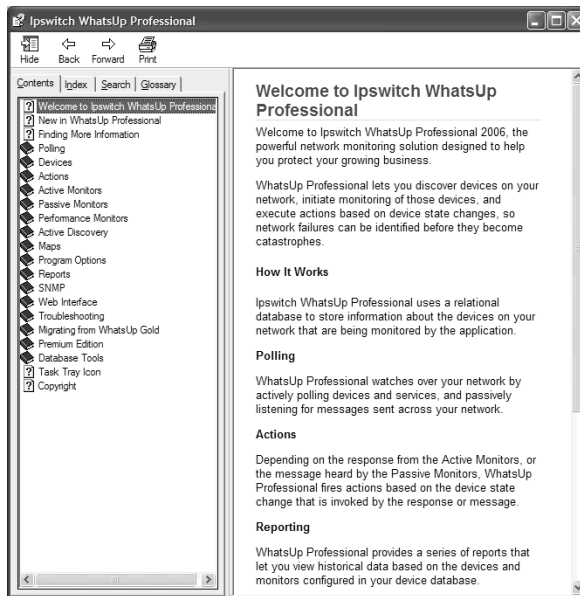 Ipswitch WhatsUp Professional
Hide Back Forward Print
Contents Index Search Glossary
Welcome to Ipswitch WhatsUp Professiona
New in WhatsUp Professional
Finding More Information
Polling
Devices
Actions
Active Monitors
Passive Monitors
Performance Monitors
Active Discovery
Maps
Program Options
Reports
SNMP
Web Interface
Troubleshooting
Migrating from WhatsUp Gold
Premium Edition
Database Tools
Task Tray Icon
Copyright
Welcome to Ipswitch WhatsUp
Professional
Welcome to Ipswitch WhatsUp Professional 2006, the
powerful network monitoring solution designed to help
you protect your growing business.
WhatsUp Professional lets you discover devices on your
network, initiate monitoring of those devices, and
execute actions based on device state changes, so
network failures can be identified before they become
catastrophes.
How It Works
Ipswitch WhatsUp Professional uses a relational
database to store information about the devices on your
network that are being monitored by the application.
Polling
WhatsUp Professional watches over your network by
actively polling devices and services, and passively
listening for messages sent across your network.
Actions
Depending on the response from the Active Monitors, or
the message heard by the Passive Monitors, WhatsUp
Professional fires actions based on the device state
change that is invoked by the response or message.
Reporting
WhatsUp Professional provides a series of reports that
let you view historical data based on the devices and
monitors configured in your device database.